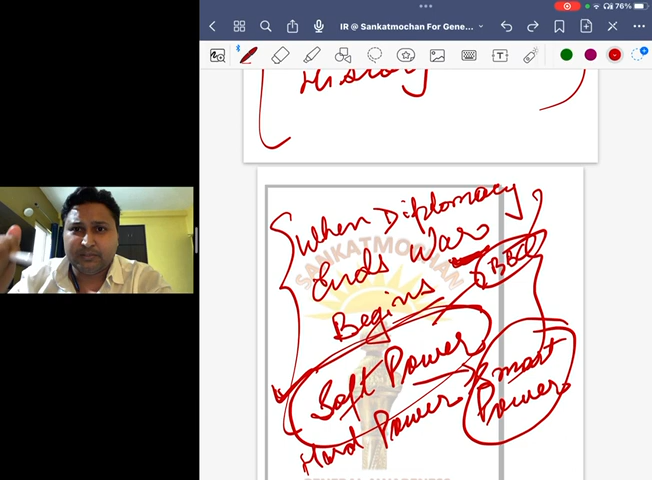 76%
IR @ Sankatmochan For Gene...
T
History
SANKATMOCHAN
When Diplomacy
Ends War
Begins
Soft Power
Hard Power
Smart
Power
GENERAL AWARENESS